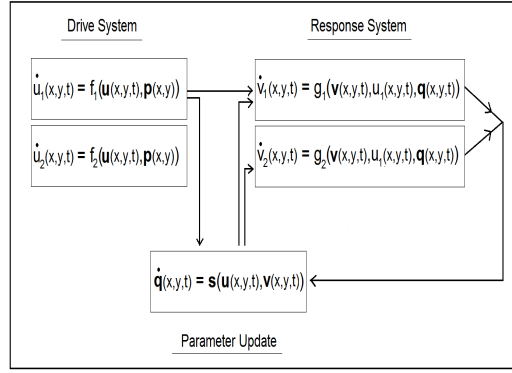 Drive System
Response System
u̇₁(x,y,t) = f₁(u(x,y,t),p(x,y))
v̇₁(x,y,t) = g₁(v(x,y,t),u₁(x,y,t),q(x,y,t))
u̇₂(x,y,t) = f₂(u(x,y,t),p(x,y))
v̇₂(x,y,t) = g₂(v(x,y,t),u₁(x,y,t),q(x,y,t))
q̇(x,y,t) = s(u(x,y,t),v(x,y,t))
Parameter Update